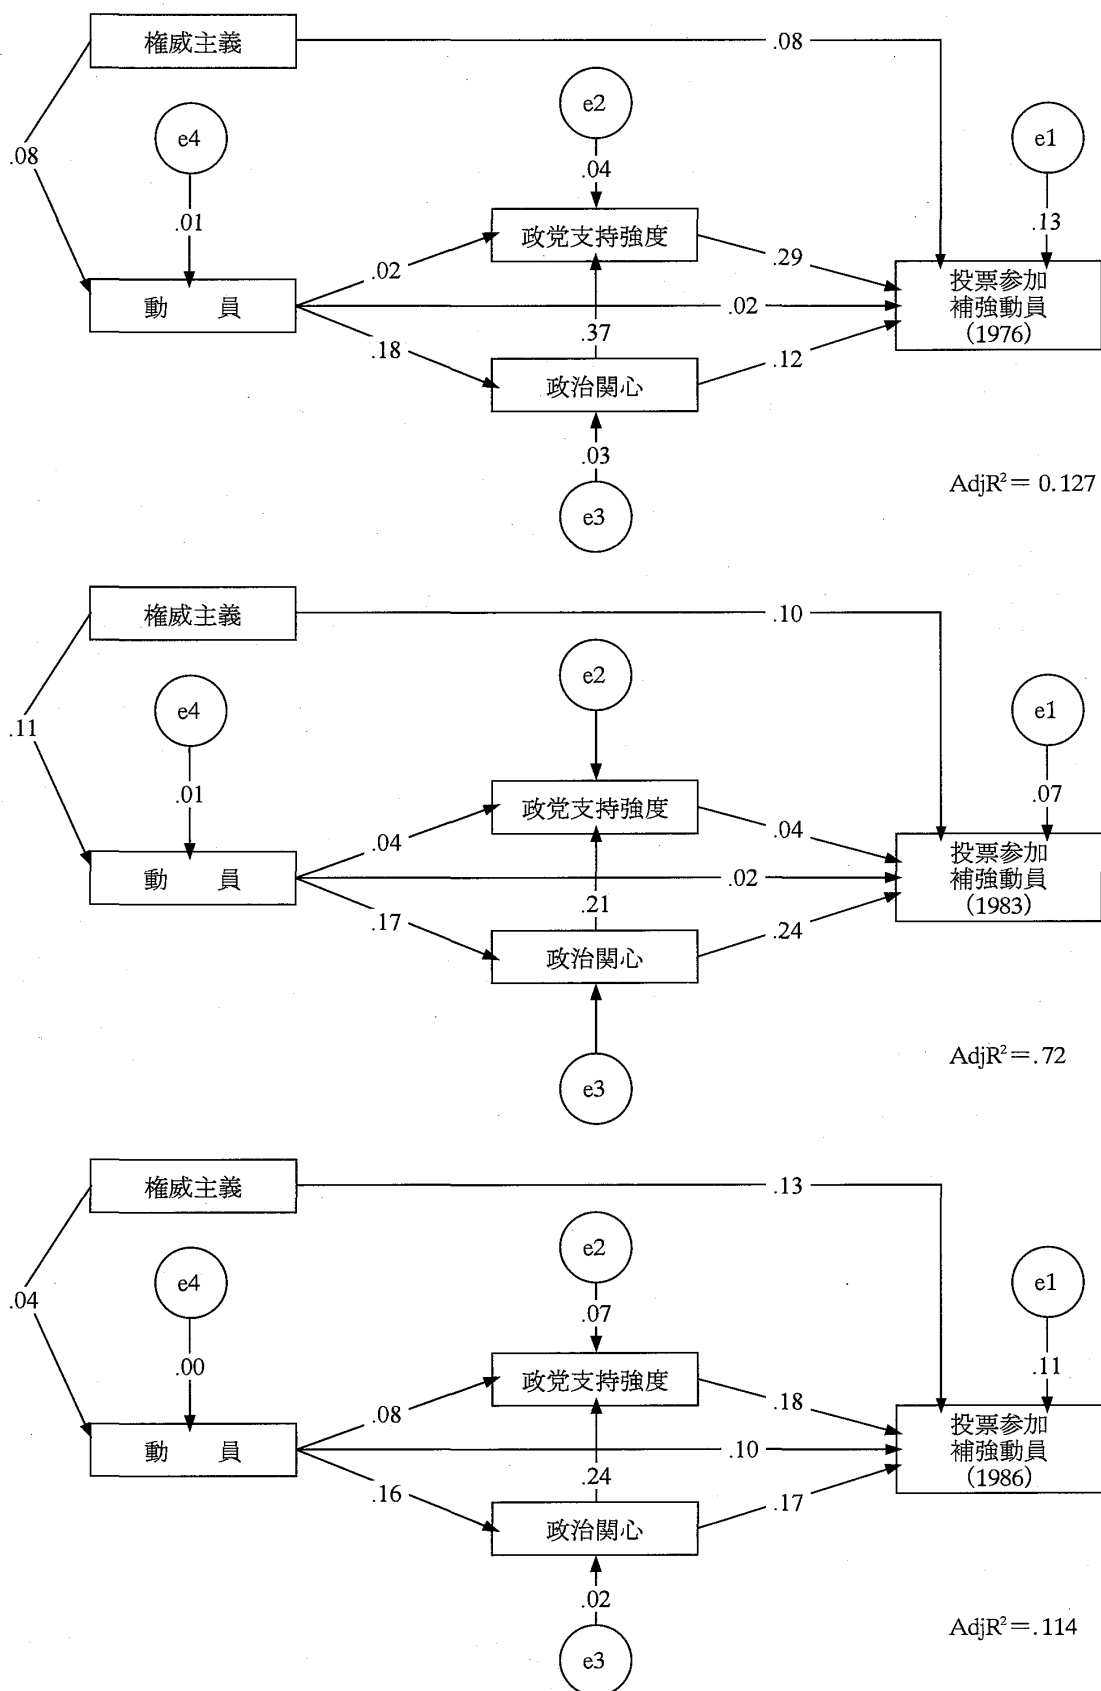 権威主義
.08
e2
e4
e1
.08
.04
.01
政党支持強度
.13
.02
.29
投票参加
動　　員
.02
補強動員
.37
(1976)
.18
.12
政治関心
.03
AdjR²= 0.127
e3
権威主義
.10
e2
e4
e1
.11
.01
政党支持強度
.07
.04
.04
投票参加
動　　員
.02
補強動員
.21
(1983)
.17
.24
政治関心
AdjR²=.72
e3
権威主義
.13
e2
e4
e1
.04
.07
.00
政党支持強度
.11
.08
.18
投票参加
動　　員
.10
補強動員
.24
(1986)
.16
.17
政治関心
.02
AdjR²=.114
e3